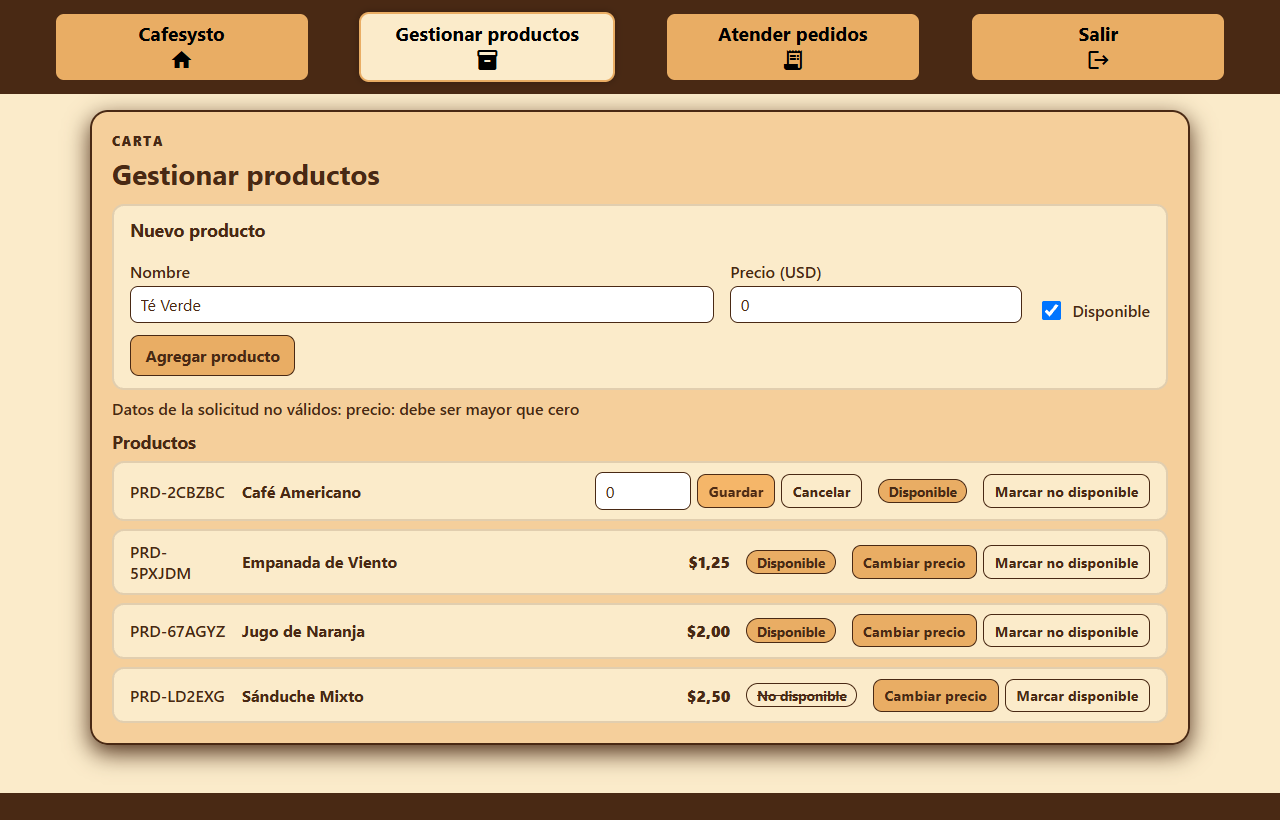 Cafesysto
Gestionar productos
Atender pedidos
Salir
CARTA
Gestionar productos
Nuevo producto
Nombre
Precio (USD)
Té Verde
0
Disponible
Agregar producto
Datos de la solicitud no válidos: precio: debe ser mayor que cero
Productos
PRD-2CBZBC Café Americano 0 Guardar Cancelar Disponible Marcar no disponible
PRD-
5PXJDM Empanada de Viento $1,25 Disponible Cambiar precio Marcar no disponible
PRD-67AGYZ Jugo de Naranja $2,00 Disponible Cambiar precio Marcar no disponible
PRD-LD2EXG Sánduche Mixto $2,50 No disponible Cambiar precio Marcar disponible